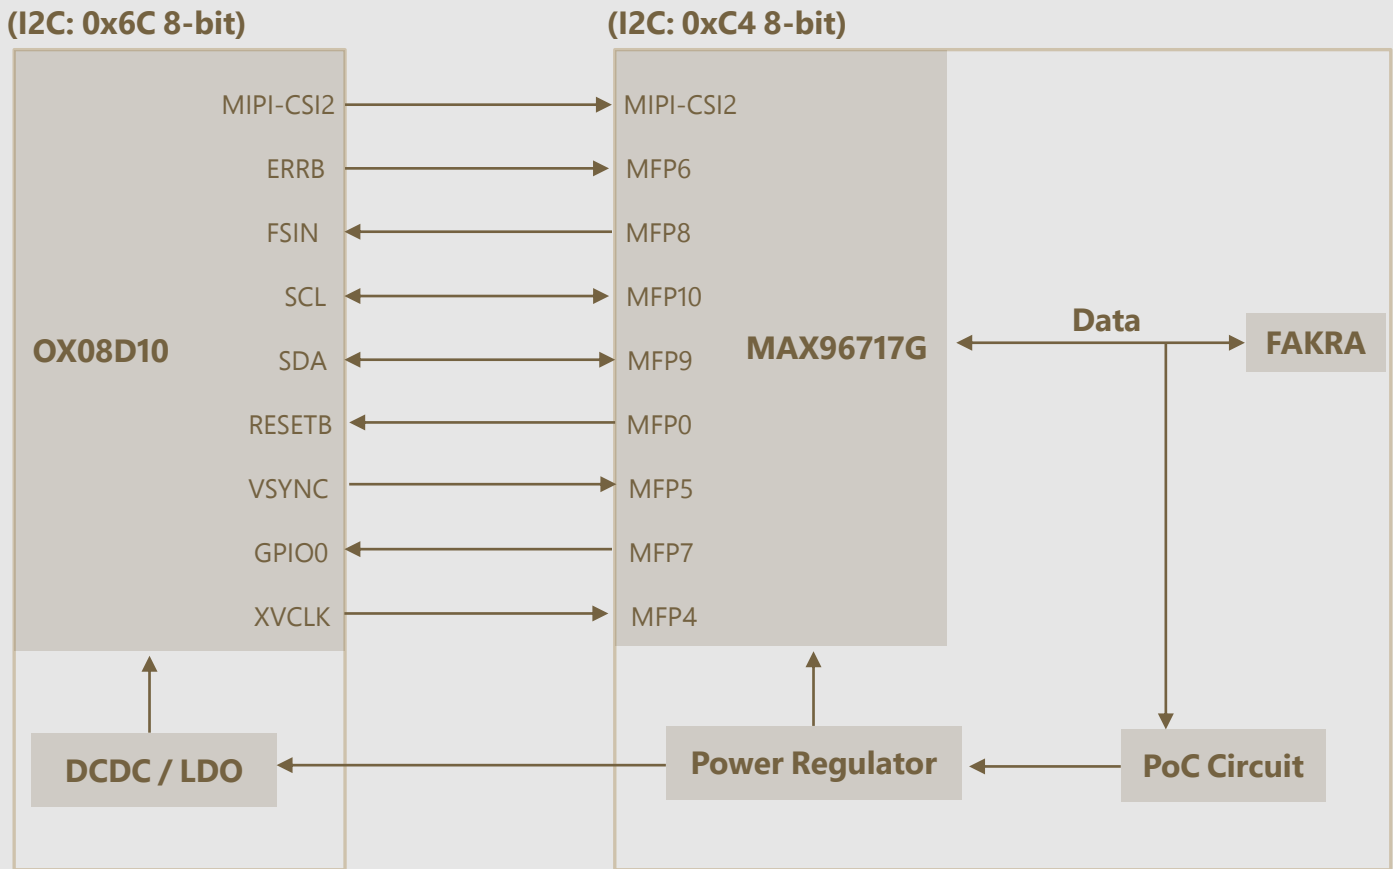 (I2C: 0x6C 8-bit)
(I2C: 0xC4 8-bit)
MIPI-CSI2
MIPI-CSI2
ERRB
MFP6
FSIN
MFP8
SCL
MFP10
Data
OX08D10
SDA
MFP9
MAX96717G
FAKRA
RESETB
MFP0
VSYNC
MFP5
GPIO0
MFP7
XVCLK
MFP4
DCDC / LDO
Power Regulator
PoC Circuit